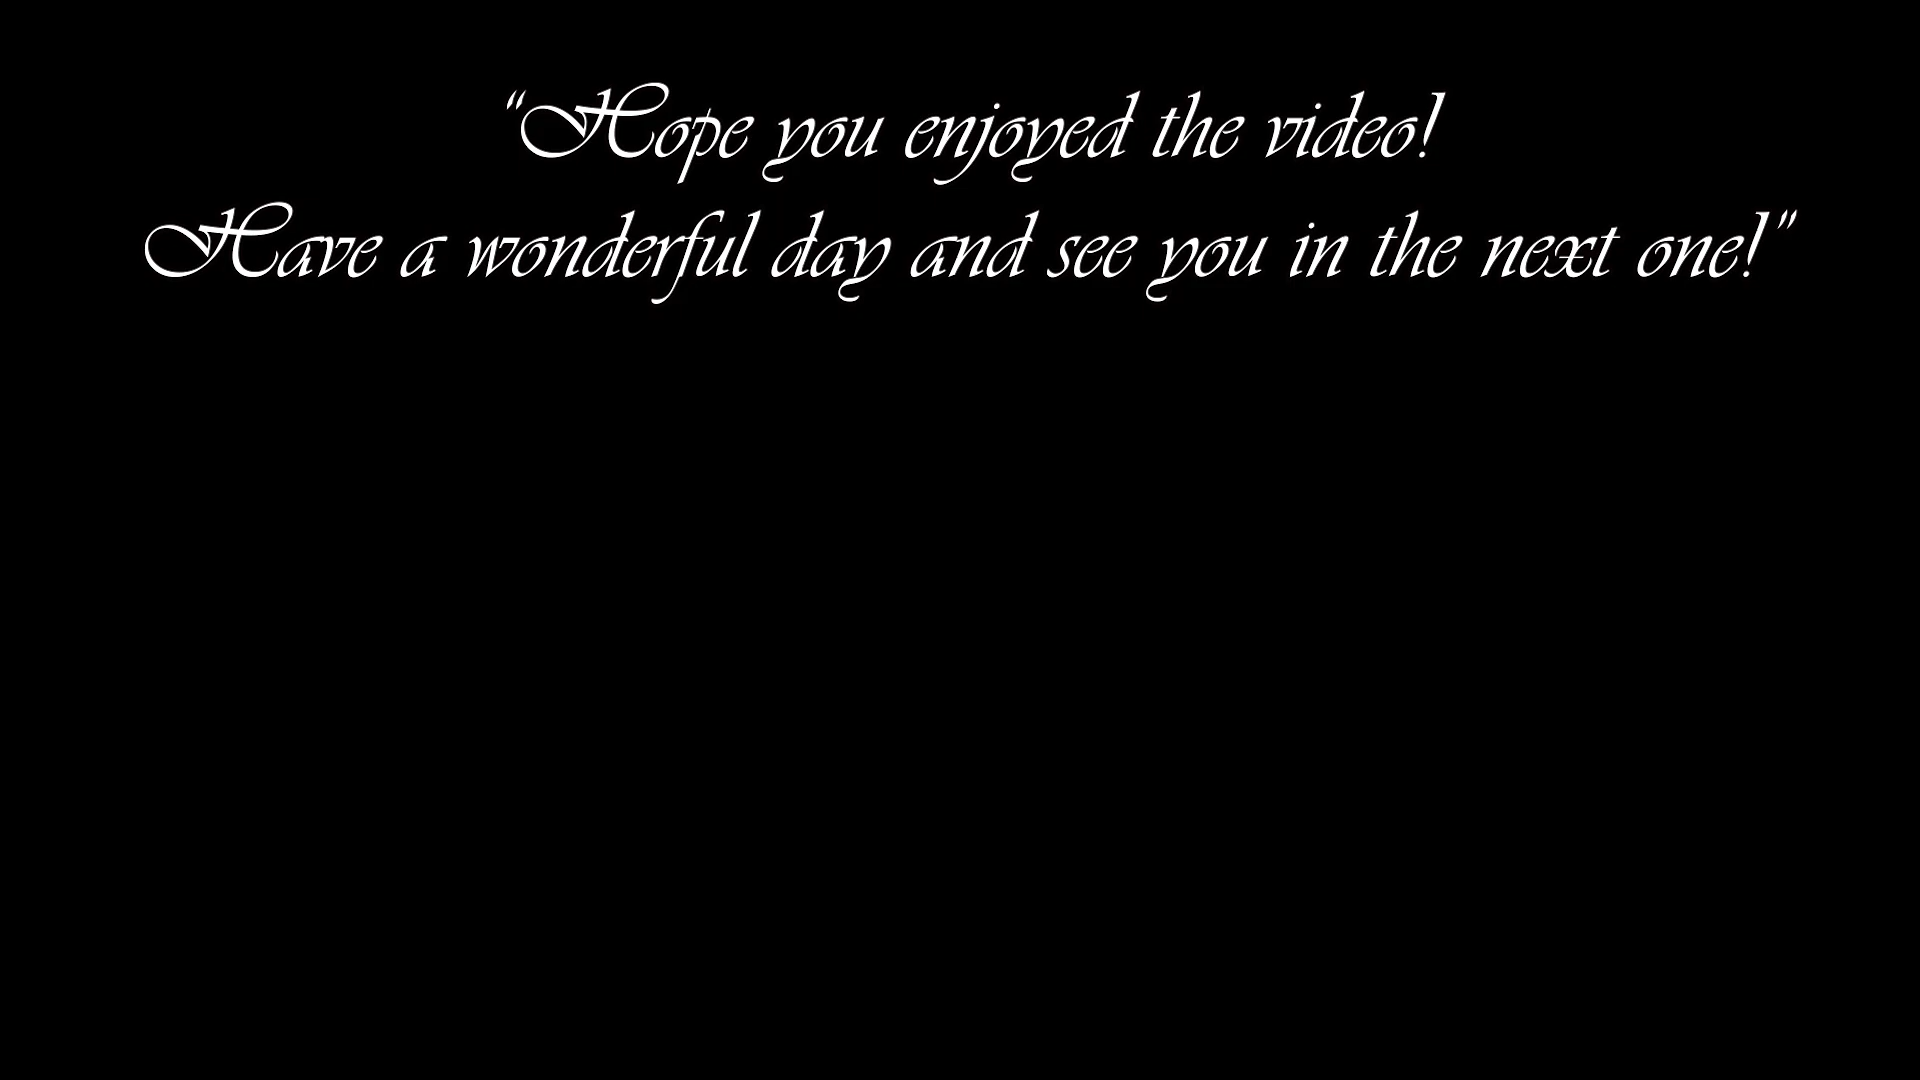 “Hope you enjoyed the video!
Have a wonderful day and see you in the next one!”